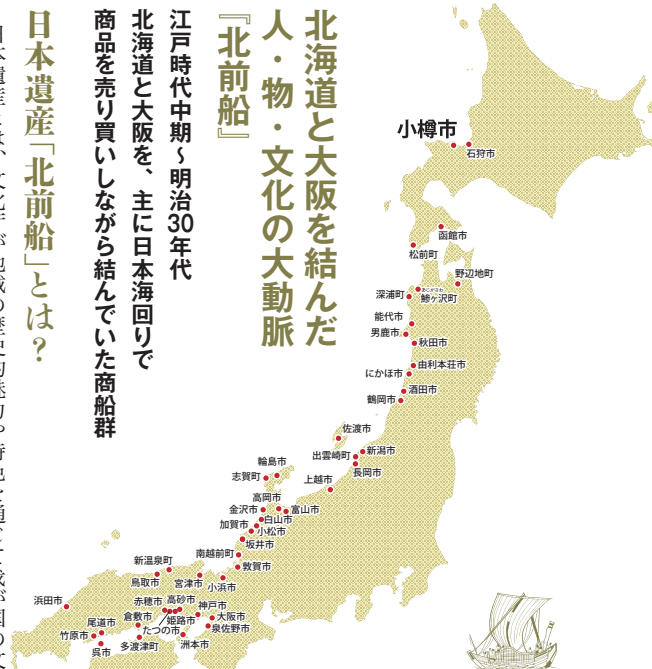 北海道と大阪を結んだ
人・物・文化の大動脈
『北前船』
江戸時代中期～明治30年代
北海道と大阪を、主に日本海回りで
商品を売り買いしながら結んでいた商船群
日本遺産「北前船」とは？
小樽市
石狩市
函館市
松前町
野辺地町
深浦町
あじがさわ
鰺ヶ沢町
能代市
男鹿市
秋田市
由利本荘市
にかほ市
酒田市
鶴岡市
佐渡市
出雲崎町
新潟市
長岡市
輪島市
志賀町
上越市
高岡市
金沢市
富山市
白山市
加賀市
小松市
坂井市
南越前町
敦賀市
新温泉町
鳥取市
宮津市
小浜市
浜田市
赤穂市
高砂市
神戸市
尾道市
倉敷市
姫路市
大阪市
たつの市
泉佐野市
竹原市
呉市
多渡津町
洲本市